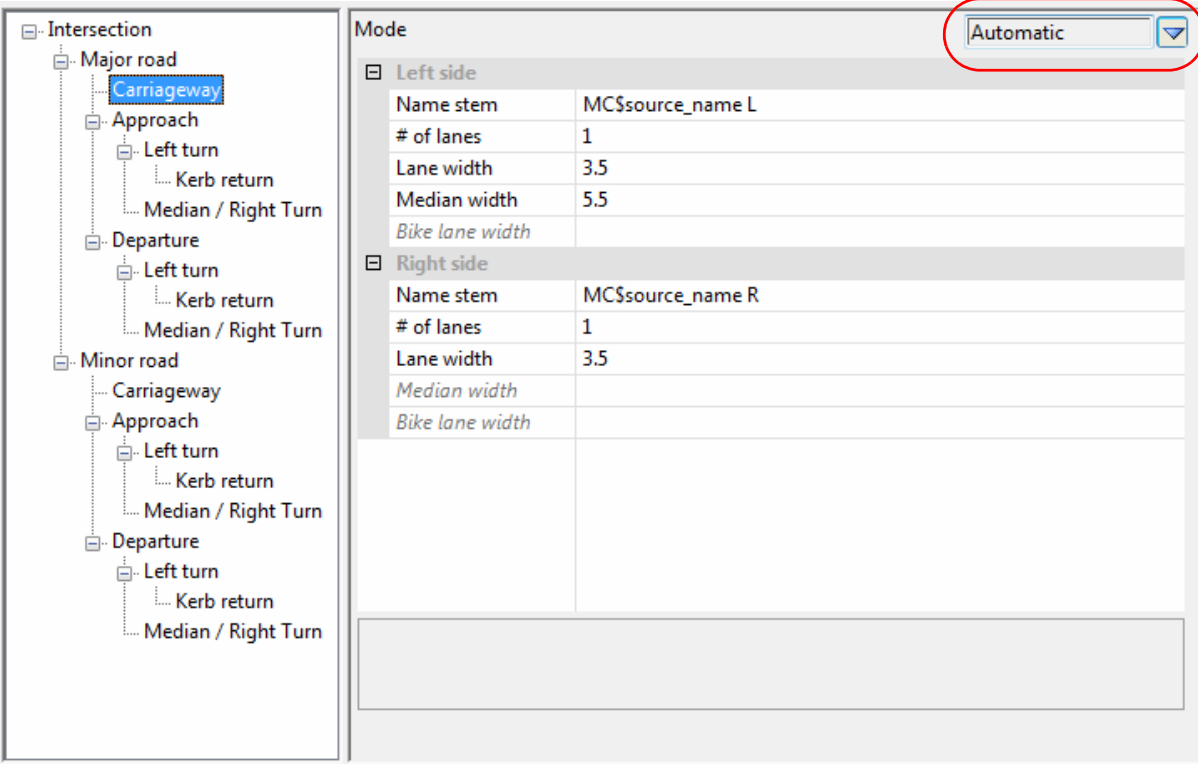 Intersection
Major road
Carriageway
Approach
Left turn
Kerb return
Median / Right Turn
Departure
Left turn
Kerb return
Median / Right Turn
Minor road
Carriageway
Approach
Left turn
Kerb return
Median / Right Turn
Departure
Left turn
Kerb return
Median / Right Turn
Mode Automatic
Left side
Name stem MC$source_name L
# of lanes 1
Lane width 3.5
Median width 5.5
Bike lane width
Right side
Name stem MC$source_name R
# of lanes 1
Lane width 3.5
Median width
Bike lane width